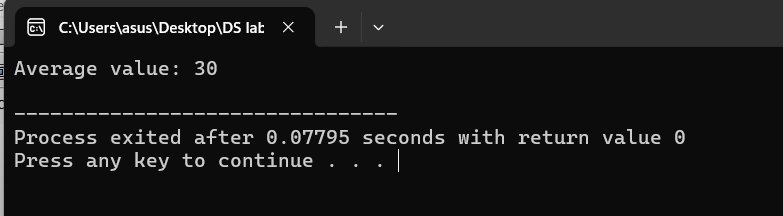 C:\Users\asus\Desktop\DS lab
Average value: 30
--------------------------------
Process exited after 0.07795 seconds with return value 0
Press any key to continue . . .